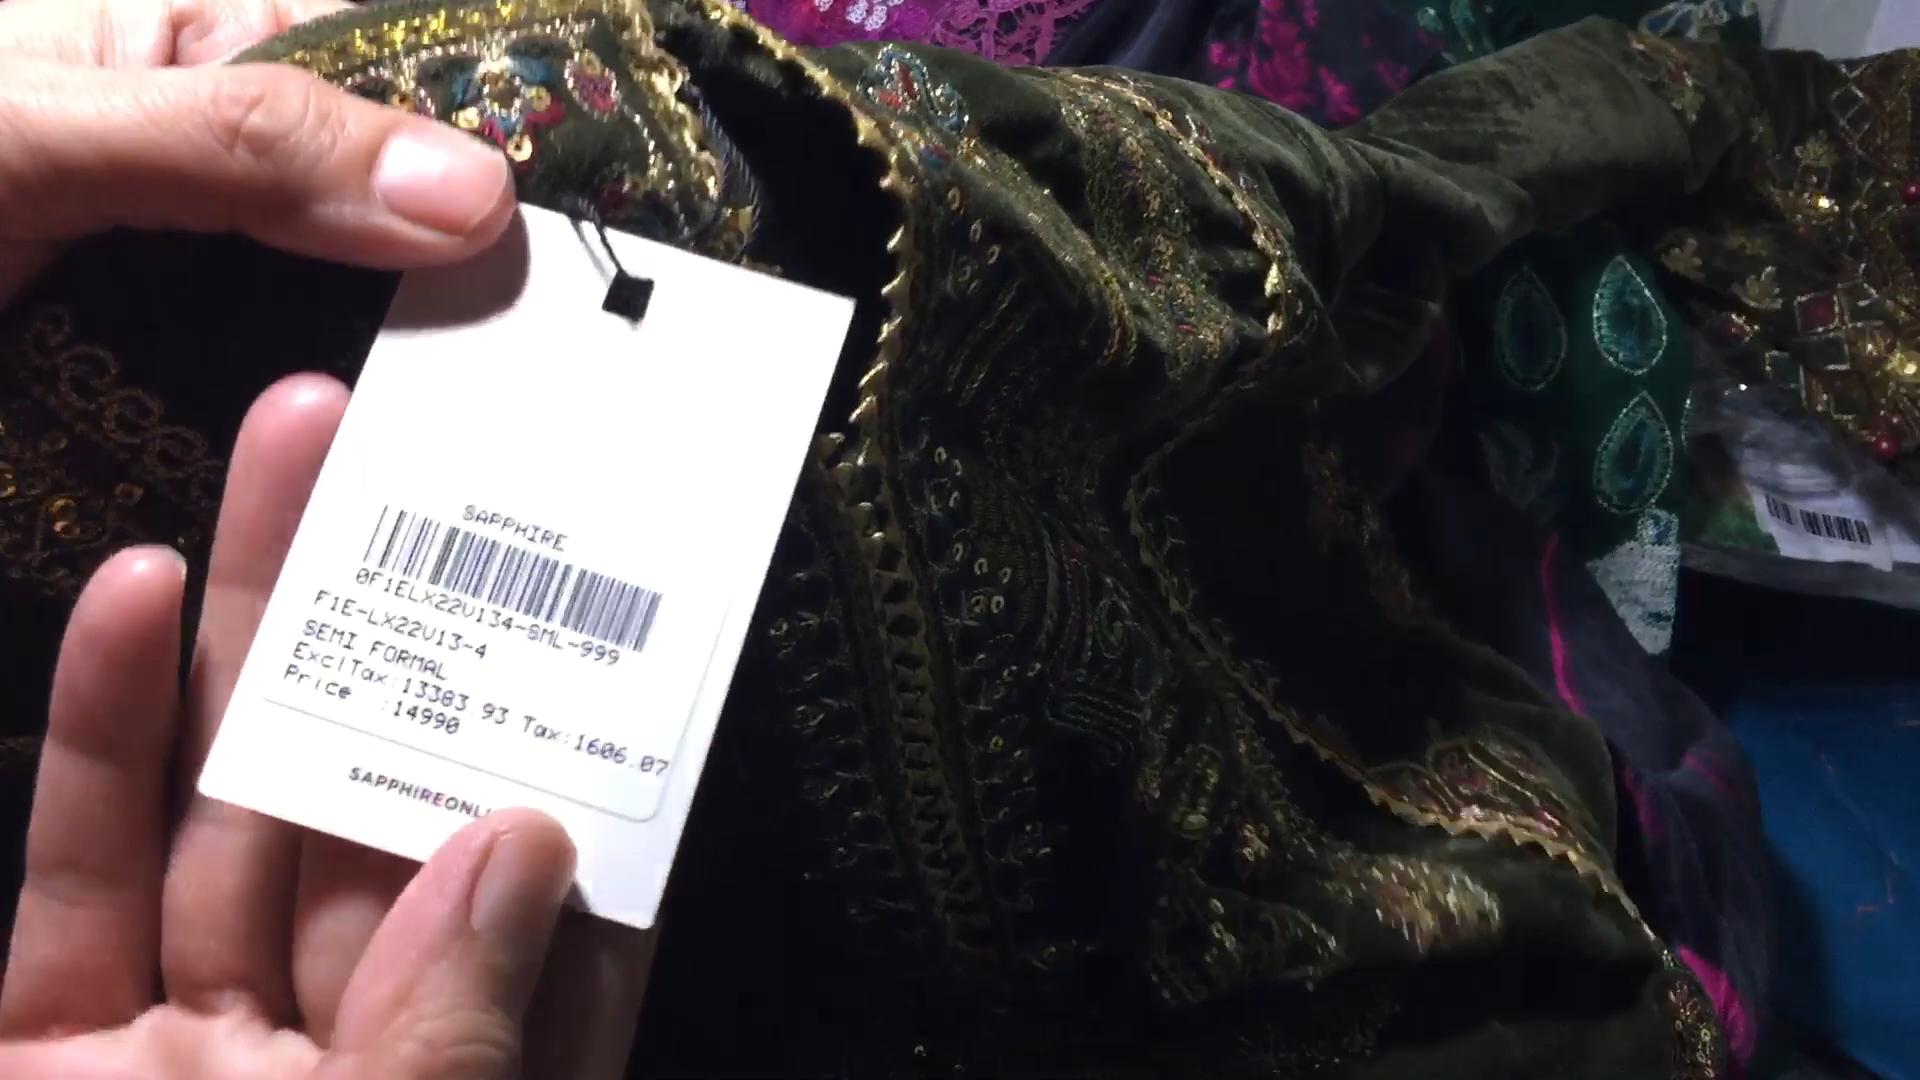 SAPPHIRE
0F1ELX22V134-SML-999
F1E-LX22V13-4
SEMI FORMAL
ExclTax:13383.93 Tax:1606.07
Price :14990